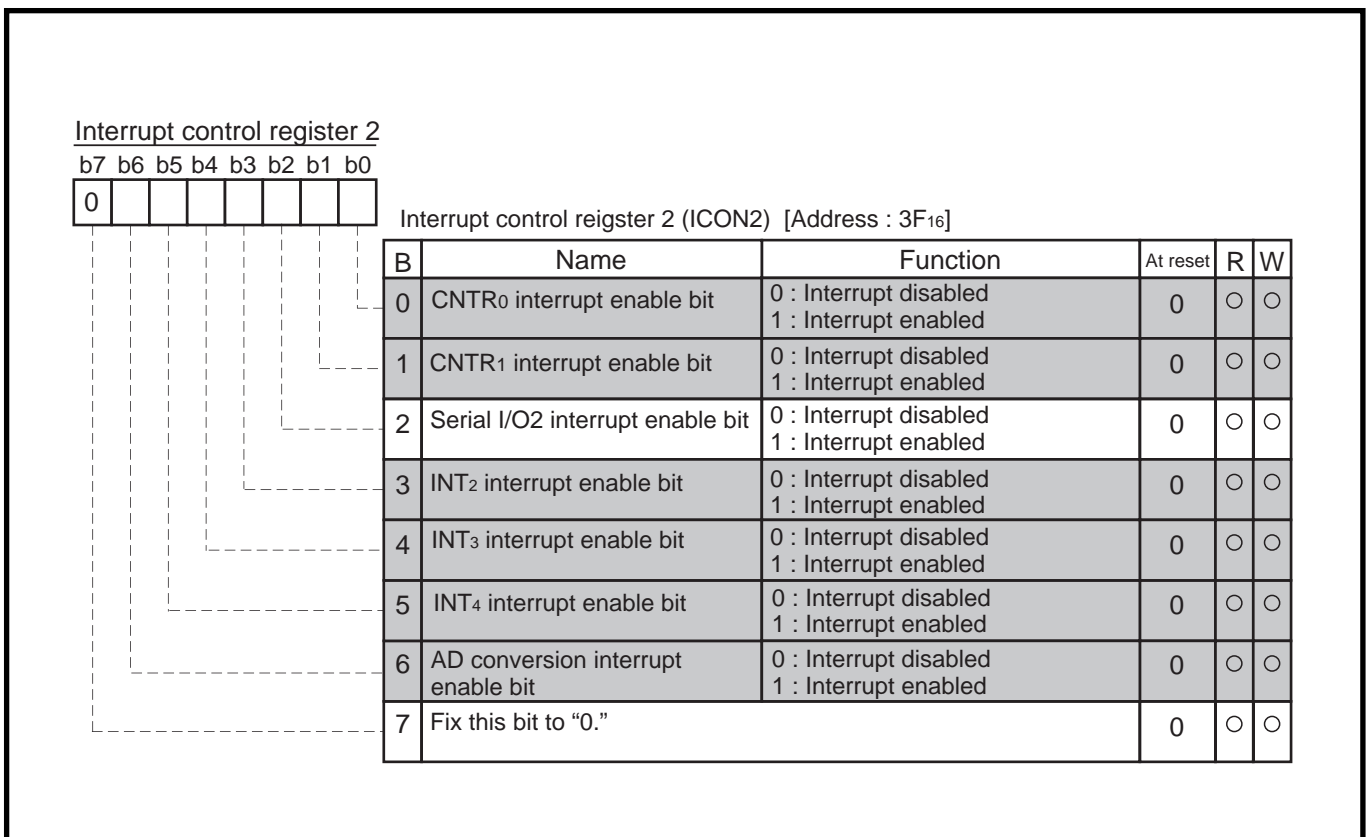 Interrupt control register 2
b7 b6 b5 b4 b3 b2 b1 b0
0
Interrupt control reigster 2 (ICON2) [Address : 3F16]
B Name Function At reset R W
0 CNTR0 interrupt enable bit 0 : Interrupt disabled 0 ○ ○
1 : Interrupt enabled
1 CNTR1 interrupt enable bit 0 : Interrupt disabled 0 ○ ○
1 : Interrupt enabled
2 Serial I/O2 interrupt enable bit 0 : Interrupt disabled 0 ○ ○
1 : Interrupt enabled
3 INT2 interrupt enable bit 0 : Interrupt disabled 0 ○ ○
1 : Interrupt enabled
4 INT3 interrupt enable bit 0 : Interrupt disabled 0 ○ ○
1 : Interrupt enabled
5 INT4 interrupt enable bit 0 : Interrupt disabled 0 ○ ○
1 : Interrupt enabled
6 AD conversion interrupt 0 : Interrupt disabled 0 ○ ○
enable bit 1 : Interrupt enabled
7 Fix this bit to “0.” 0 ○ ○